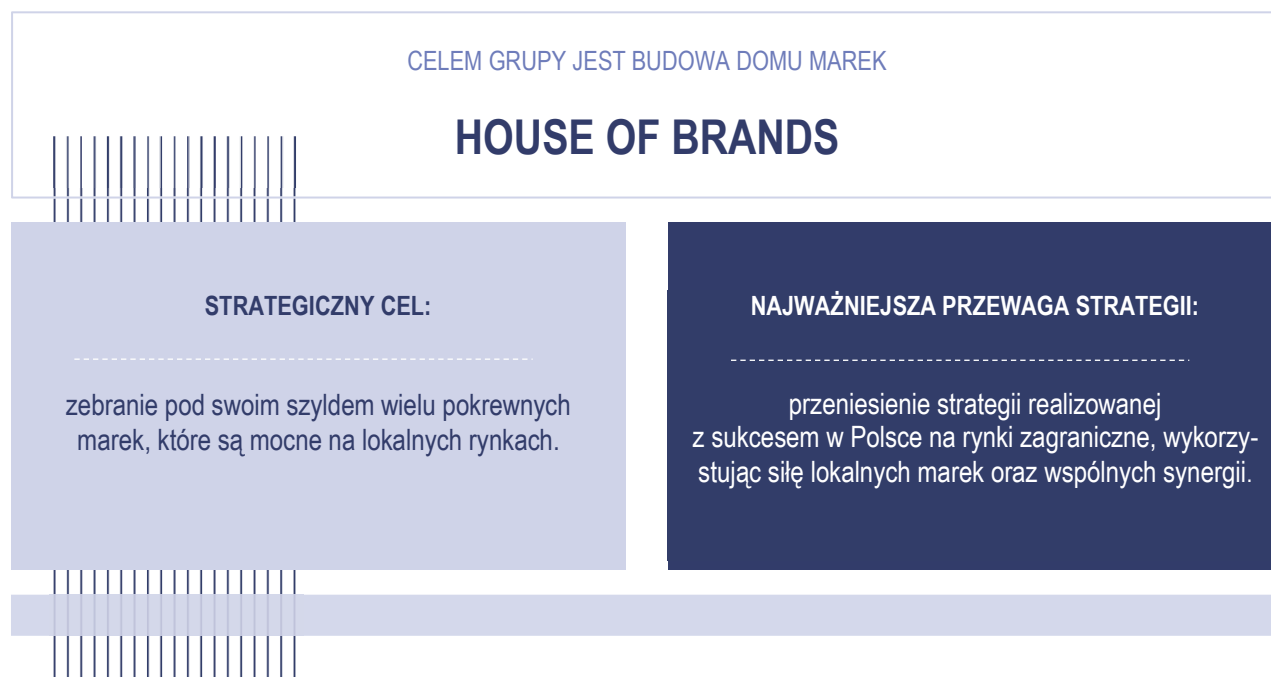 CELEM GRUPY JEST BUDOWA DOMU MAREK
HOUSE OF BRANDS
STRATEGICZNY CEL:
zebranie pod swoim szyldem wielu pokrewnych
marek, które są mocne na lokalnych rynkach.
NAJWAŻNIEJSZA PRZEWAGA STRATEGII:
przeniesienie strategii realizowanej
z sukcesem w Polsce na rynki zagraniczne, wykorzy-
stując siłę lokalnych marek oraz wspólnych synergii.